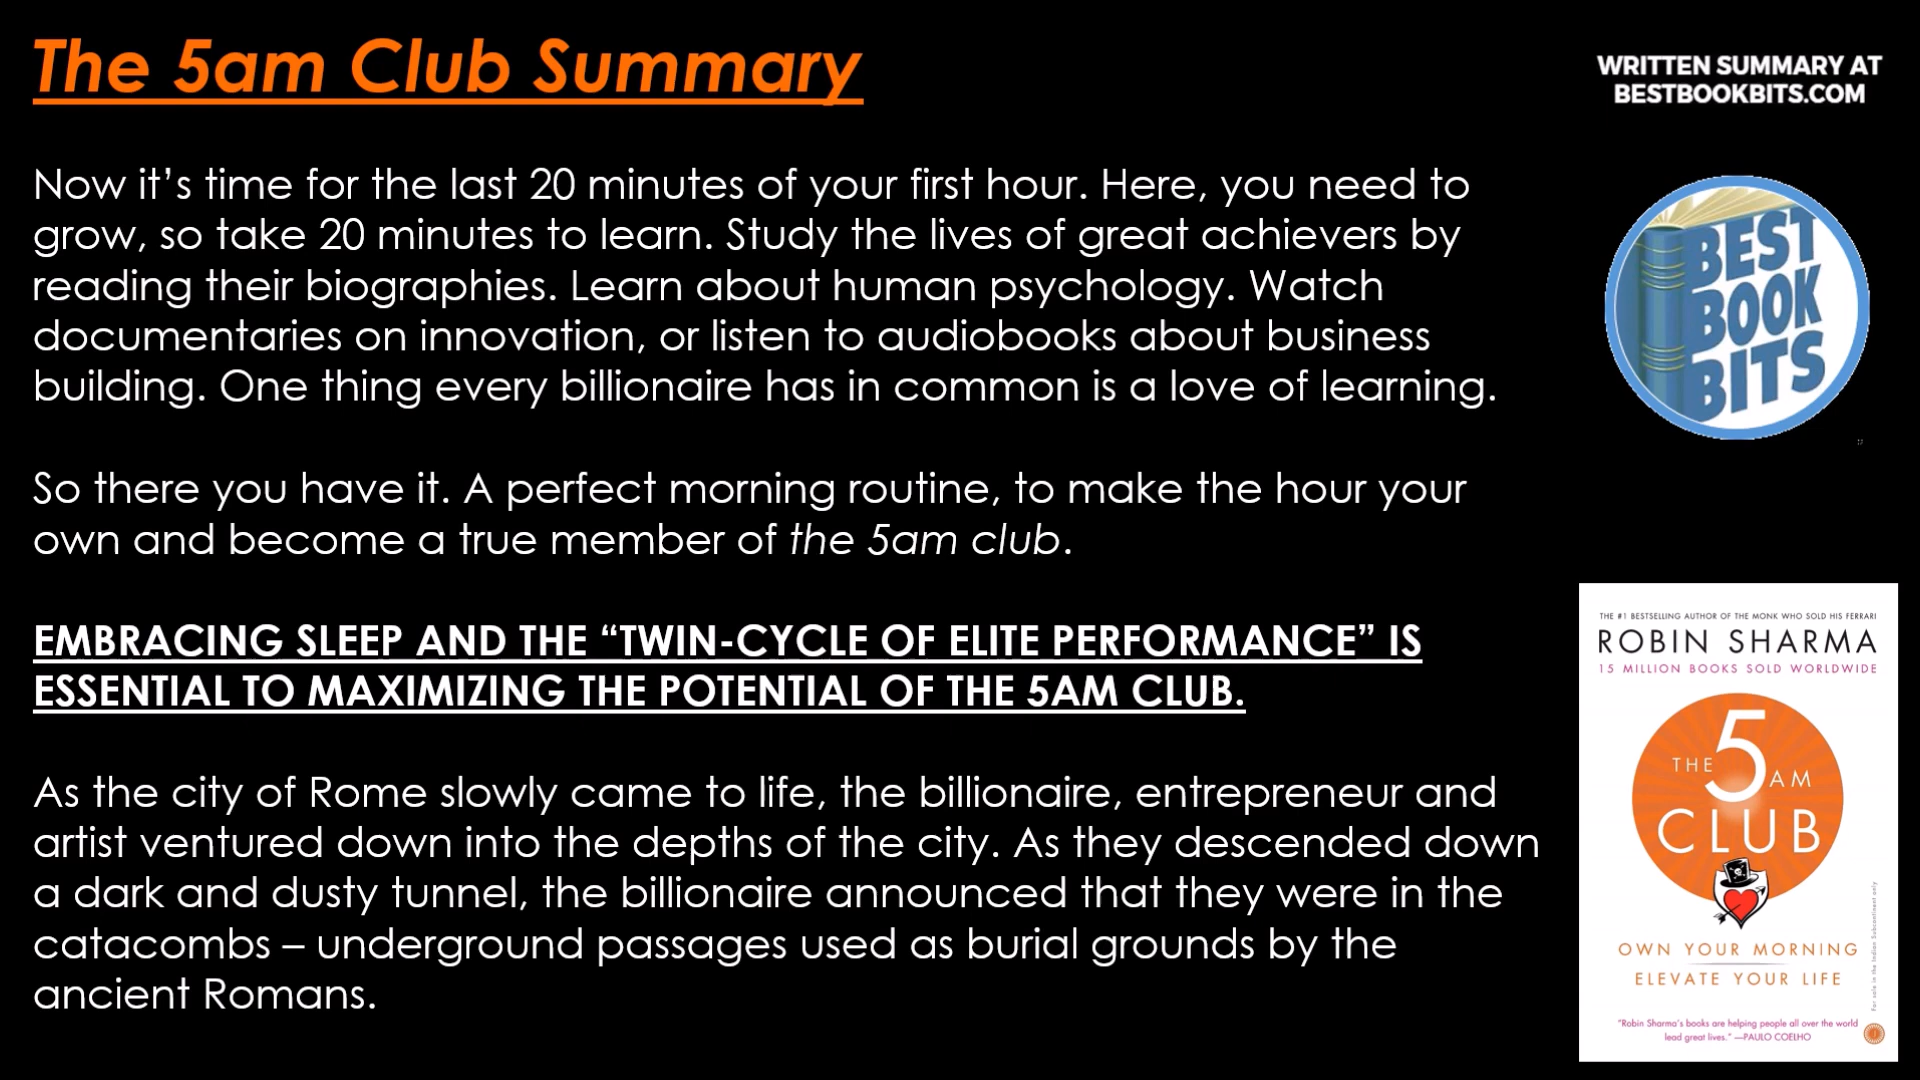 The 5am Club Summary
WRITTEN SUMMARY AT
BESTBOOKBITS.COM
Now it’s time for the last 20 minutes of your first hour. Here, you need to
grow, so take 20 minutes to learn. Study the lives of great achievers by
reading their biographies. Learn about human psychology. Watch
documentaries on innovation, or listen to audiobooks about business
building. One thing every billionaire has in common is a love of learning.
So there you have it. A perfect morning routine, to make the hour your
own and become a true member of the 5am club.
EMBRACING SLEEP AND THE “TWIN-CYCLE OF ELITE PERFORMANCE” IS
ESSENTIAL TO MAXIMIZING THE POTENTIAL OF THE 5AM CLUB.
As the city of Rome slowly came to life, the billionaire, entrepreneur and
artist ventured down into the depths of the city. As they descended down
a dark and dusty tunnel, the billionaire announced that they were in the
catacombs – underground passages used as burial grounds by the
ancient Romans.
BEST
BOOK
BITS
THE #1 BESTSELLING AUTHOR OF THE MONK WHO SOLD HIS FERRARI
ROBIN SHARMA
15 MILLION BOOKS SOLD WORLDWIDE
THE 5 AM
CLUB
OWN YOUR MORNING
ELEVATE YOUR LIFE
For sale in the Indian Subcontinent only
"Robin Sharma's books are helping people all over the world
lead great lives." —PAULO COELHO